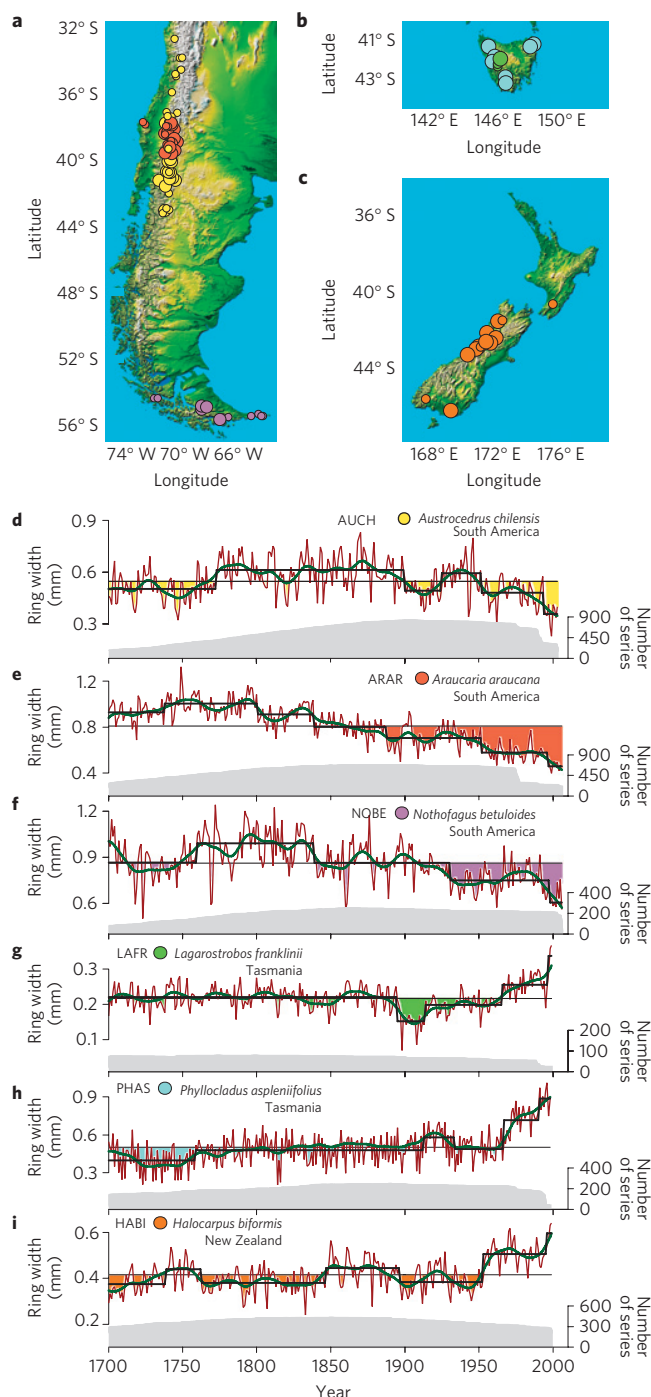 a
32° S
36° S
40° S
44° S
48° S
52° S
56° S
Latitude
74° W 70° W 66° W
Longitude
b
41° S
43° S
Latitude
142° E 146° E 150° E
Longitude
c
36° S
40° S
44° S
Latitude
168° E 172° E 176° E
Longitude
d
AUCH Austrocedrus chilensis
South America
Ring width
(mm)
0.9
0.6
0.3
900
450
0
Number
of series
e
ARAR Araucaria araucana
South America
Ring width
(mm)
1.2
0.8
0.4
900
450
0
Number
of series
f
NOBE Nothofagus betuloides
South America
Ring width
(mm)
1.2
0.9
0.6
400
200
0
Number
of series
g
LAFR Lagarostrobos franklinii
Tasmania
Ring width
(mm)
0.3
0.2
0.1
200
100
0
Number
of series
h
PHAS Phyllocladus aspleniifolius
Tasmania
Ring width
(mm)
0.9
0.6
0.3
400
200
0
Number
of series
i
HABI Halocarpus biformis
New Zealand
Ring width
(mm)
0.6
0.4
0.2
600
300
0
Number
of series
1700 1750 1800 1850 1900 1950 2000
Year